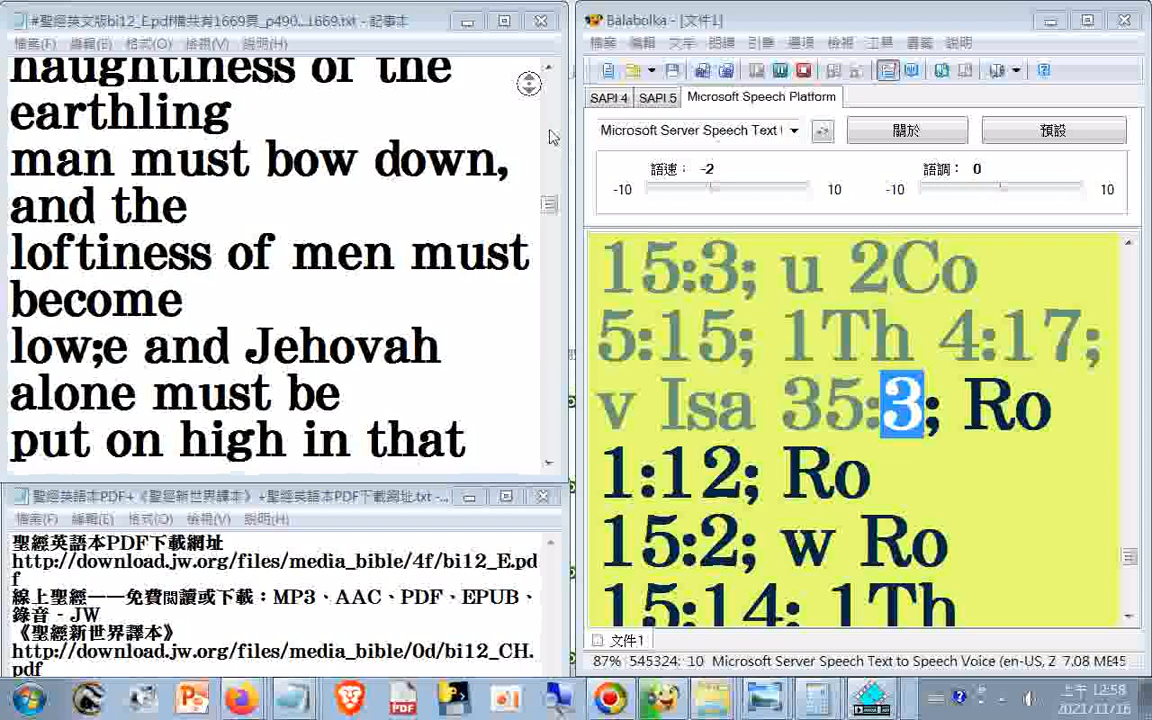 #聖經英文版bi12_E.pdf橫共有1669頁_p490...1669.txt - 記事本
檔案(F) 編輯(E) 格式(O) 檢視(V) 說明(H)
haughtiness of the
earthling
man must bow down,
and the
loftiness of men must
become
low;e and Jehovah
alone must be
put on high in that
聖經英語本PDF+《聖經新世界譯本》+聖經英語本PDF下載網址.txt -...
檔案(F) 編輯(E) 格式(O) 檢視(V) 說明(H)
聖經英語本PDF下載網址
http://download.jw.org/files/media_bible/4f/bi12_E.pd
f
線上聖經——免費閱讀或下載：MP3、AAC、PDF、EPUB、
錄音 - JW
《聖經新世界譯本》
http://download.jw.org/files/media_bible/0d/bi12_CH.
pdf
Balabolka - [文件1]
檔案 編輯 文字 朗讀 引擎 選項 檢視 工具 書籤 說明
SAPI 4 SAPI 5 Microsoft Speech Platform
Microsoft Server Speech Text 關於 預設
語速： -2 語調： 0
-10 10 -10 10
15:3; u 2Co
5:15; 1Th 4:17;
v Isa 35:3; Ro
1:12; Ro
15:2; w Ro
15:14; 1Th
文件1
87% 545324: 10 Microsoft Server Speech Text to Speech Voice (en-US, Z 7.08 ME45
PDF
上午 12:58
2021/11/16